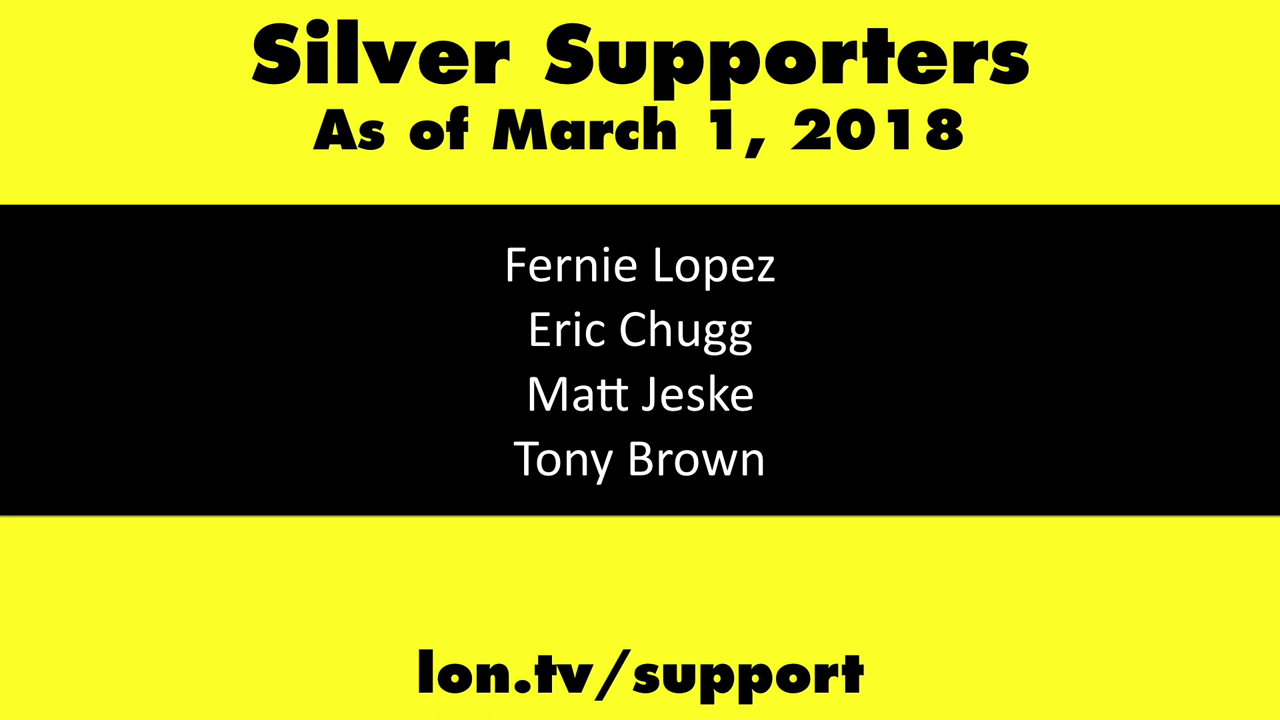 Silver Supporters
As of March 1, 2018
Fernie Lopez
Eric Chugg
Matt Jeske
Tony Brown
lon.tv/support